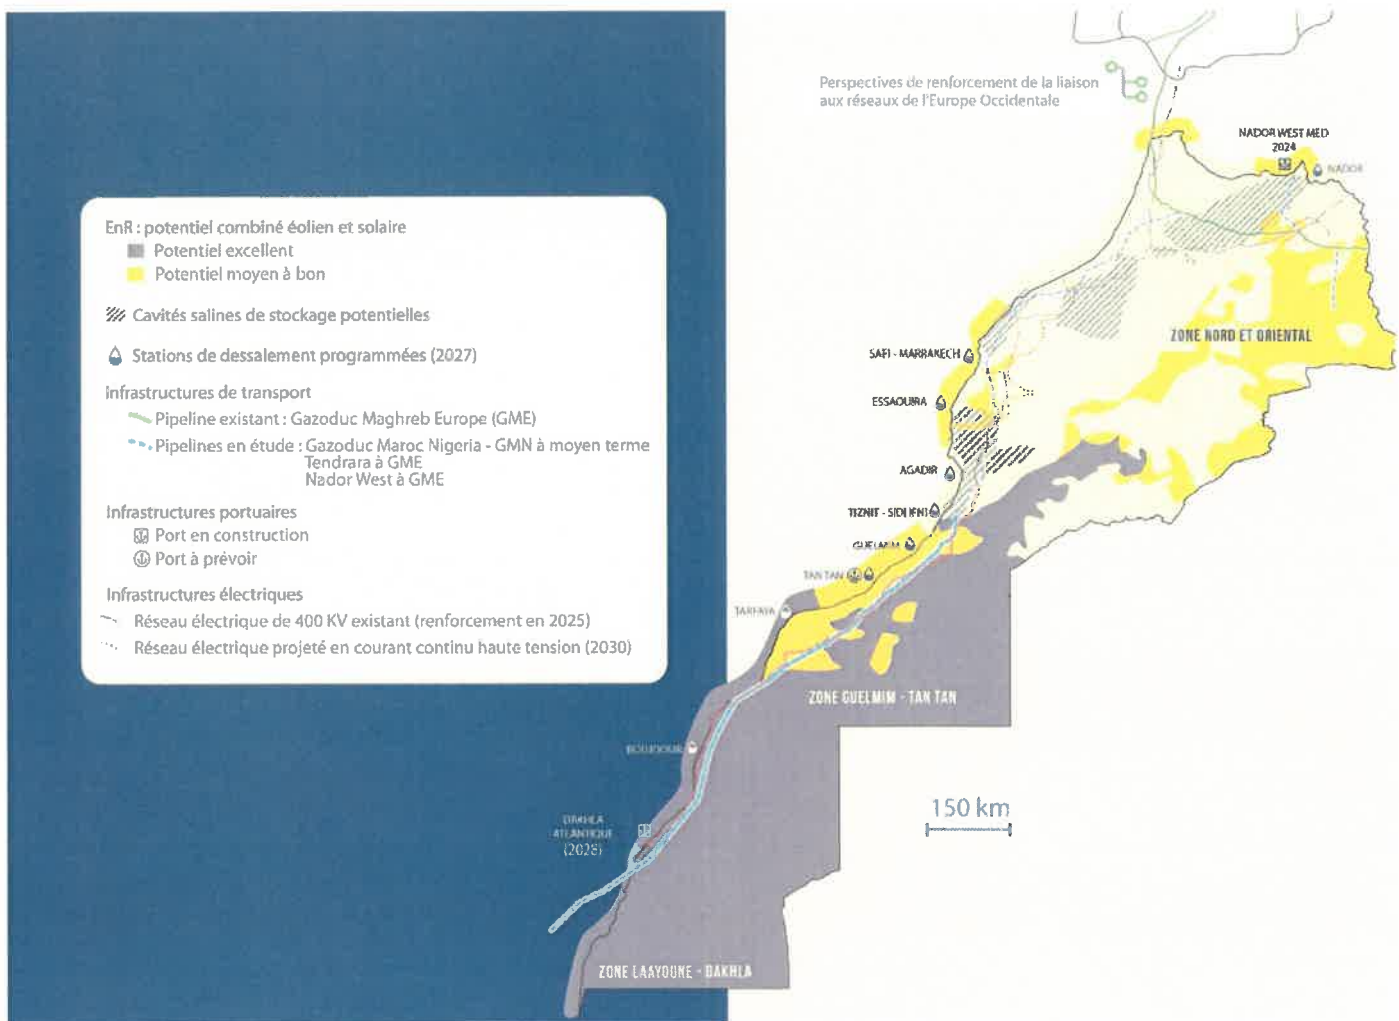 Perspectives de renforcement de la liaison
aux réseaux de l'Europe Occidentale
NADOR WEST MED
2024
NADOR
EnR : potentiel combiné éolien et solaire
Potentiel excellent
Potentiel moyen à bon
Cavités salines de stockage potentielles
Stations de dessalement programmées (2027)
Infrastructures de transport
Pipeline existant : Gazoduc Maghreb Europe (GME)
Pipelines en étude : Gazoduc Maroc Nigeria - GMN à moyen terme
Tendrara à GME
Nador West à GME
Infrastructures portuaires
Port en construction
Port à prévoir
Infrastructures électriques
Réseau électrique de 400 KV existant (renforcement en 2025)
Réseau électrique projeté en courant continu haute tension (2030)
ZONE NORD ET ORIENTAL
SAFI - MARRAKECH
ESSAOUIRA
AGADIR
TIZNIT - SIDI IFNI
GUELMIM
TAN TAN
TARFAYA
ZONE GUELMIM - TAN TAN
BOUJDOUR
150 km
DAKHLA
ATLANTIQUE
(2028)
ZONE LAAYOUNE - DAKHLA